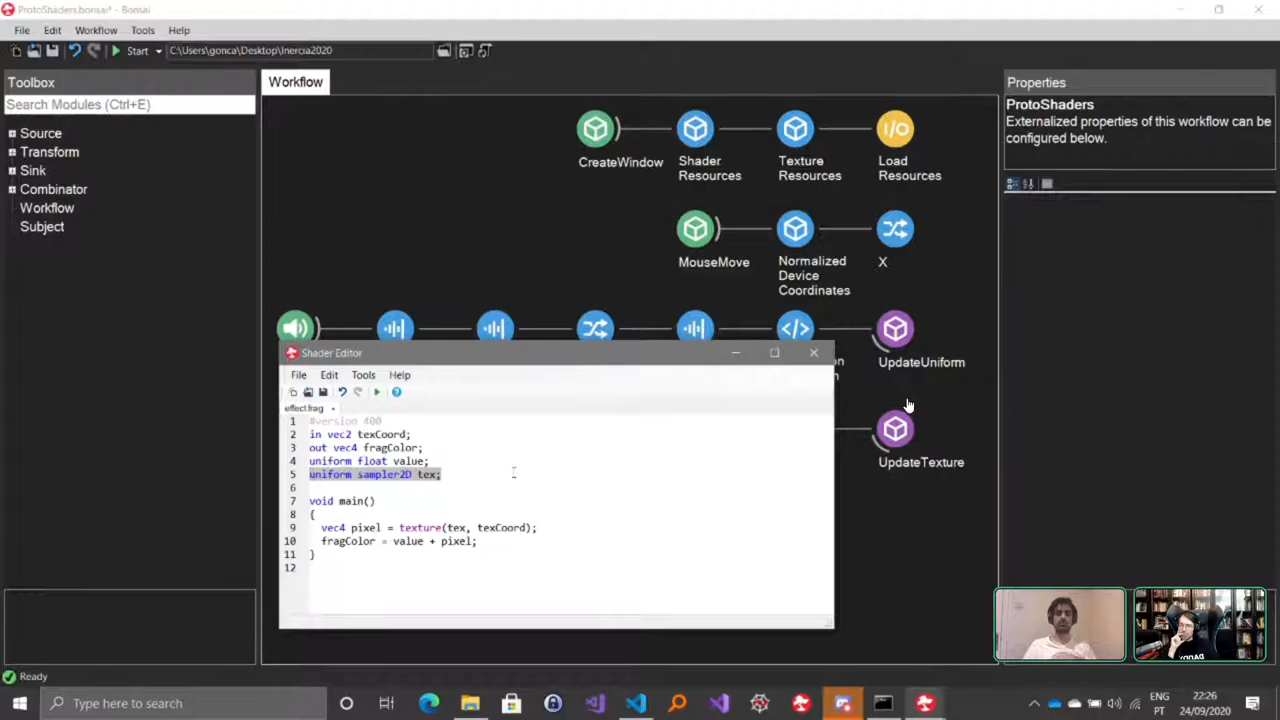 ProtoShaders.bonsai* - Bonsai
File Edit Workflow Tools Help
Start C:\Users\gonca\Desktop\Inercia2020
Toolbox
Search Modules (Ctrl+E)
Source
Transform
Sink
Combinator
Workflow
Subject
Workflow
CreateWindow
Shader
Resources
Texture
Resources
I/O
Load
Resources
MouseMove
Normalized
Device
Coordinates
X
UpdateUniform
UpdateTexture
Properties
ProtoShaders
Externalized properties of this workflow can be
configured below.
Shader Editor
File Edit Tools Help
effect.frag
1 #version 400
2 in vec2 texCoord;
3 out vec4 fragColor;
4 uniform float value;
5 uniform sampler2D tex;
6
7 void main()
8 {
9 vec4 pixel = texture(tex, texCoord);
10 fragColor = value + pixel;
11 }
12
Ready
Type here to search
ENG
PT
22:26
24/09/2020